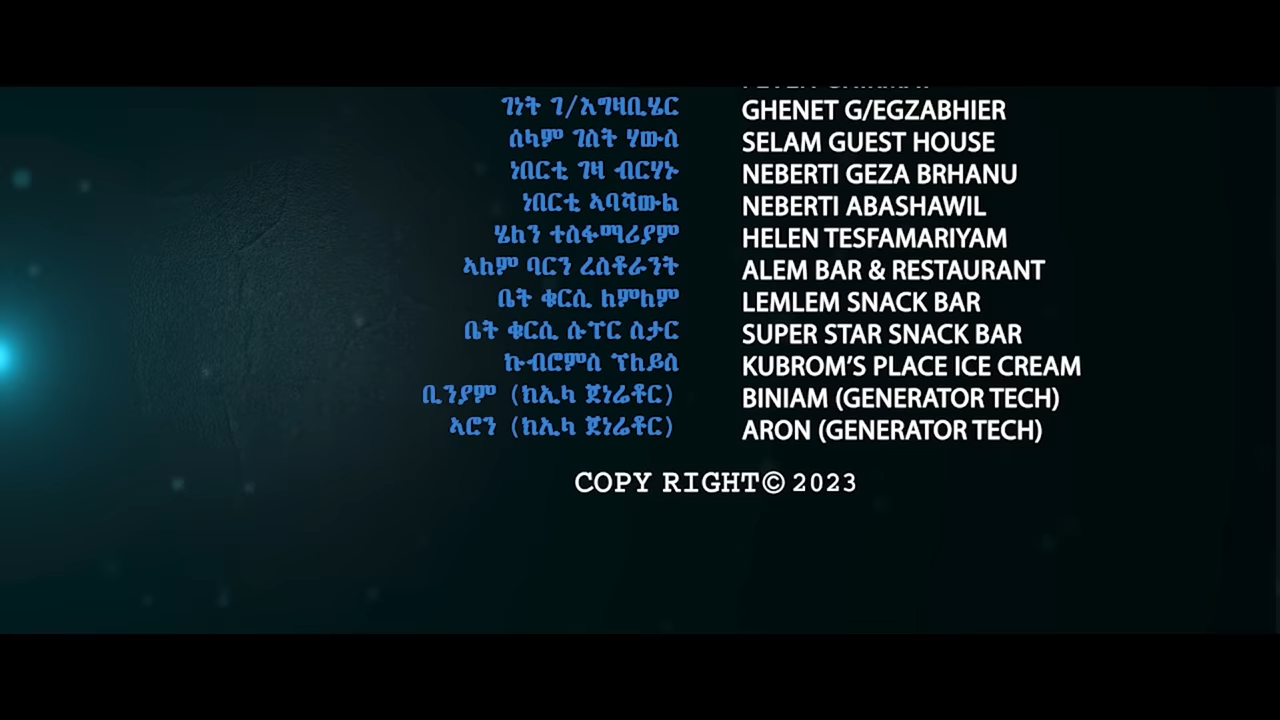 ገነት ገ/እግዛቢሄር GHENET G/EGZABHIER
ሰላም ገስት ሃውስ SELAM GUEST HOUSE
ነበርቲ ገዛ ብርሃኑ NEBERTI GEZA BRHANU
ነበርቲ ኣባሻውል NEBERTI ABASHAWIL
ሄለን ተስፋማሪያም HELEN TESFAMARIYAM
ኣለም ባርን ረስቶራንት ALEM BAR & RESTAURANT
ቤት ቁርሲ ለምለም LEMLEM SNACK BAR
ቤት ቁርሲ ሱፐር ስታር SUPER STAR SNACK BAR
ኩብሮምስ ፕለይስ KUBROM’S PLACE ICE CREAM
ቢንያም (ክኢላ ጀነሬቶር) BINIAM (GENERATOR TECH)
ኣሮን (ክኢላ ጀነሬቶር) ARON (GENERATOR TECH)
COPY RIGHT© 2023